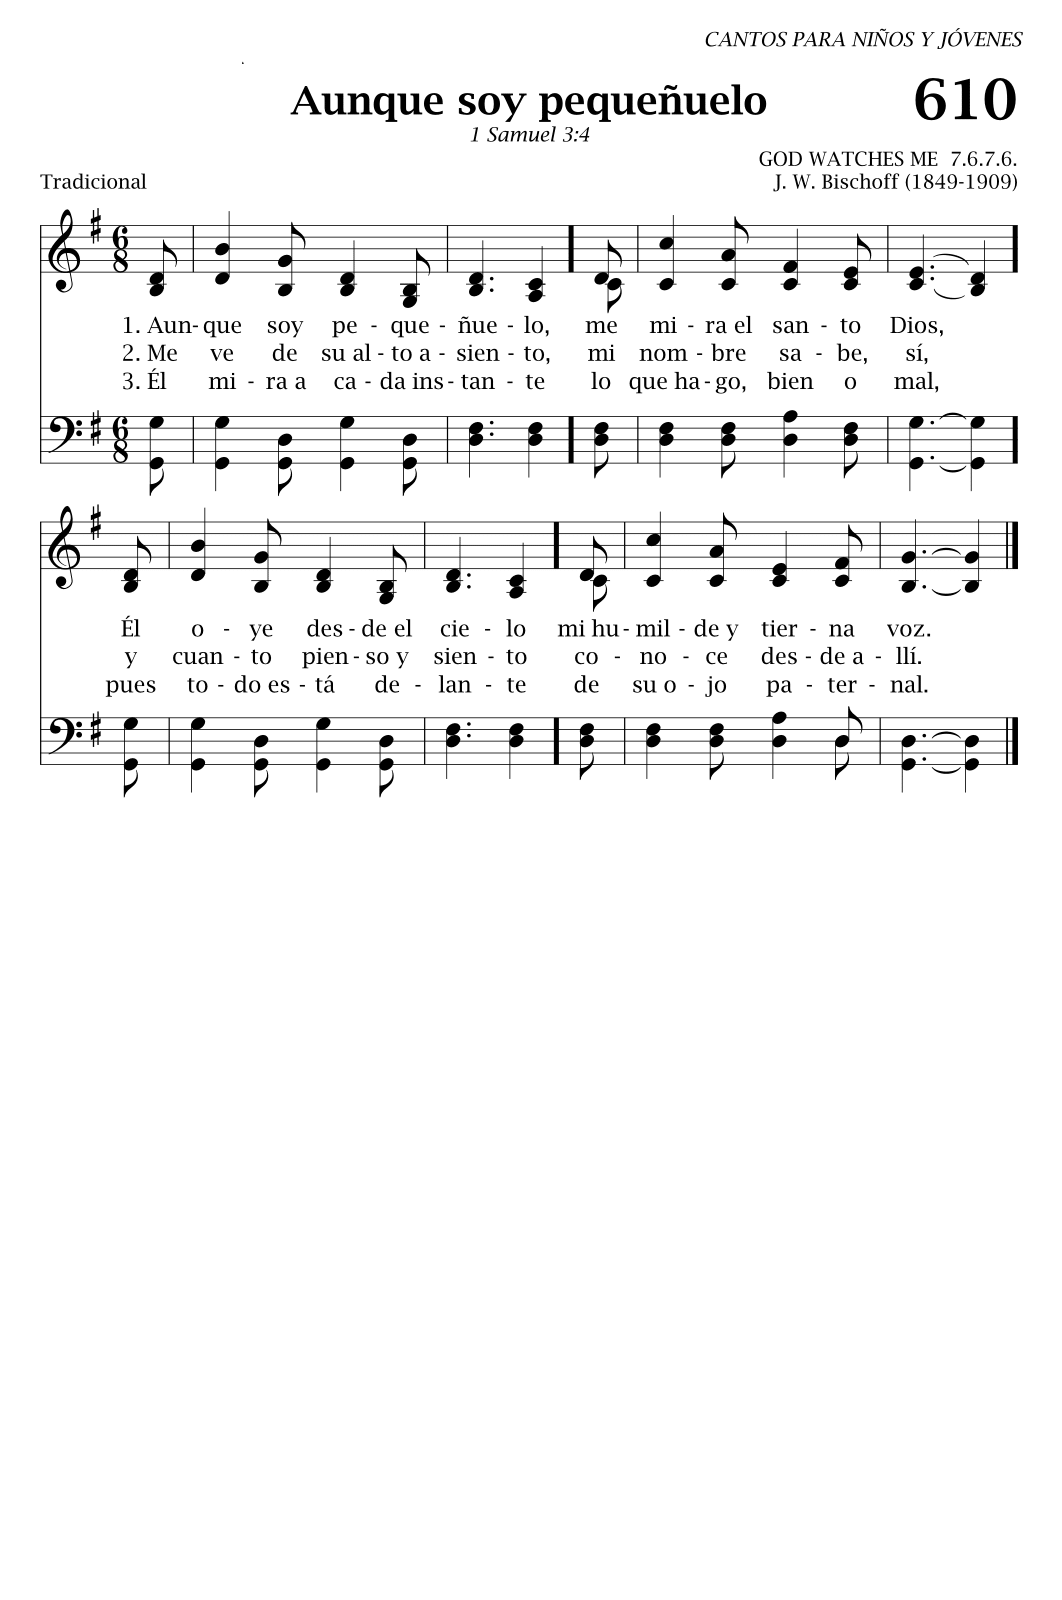 CANTOS PARA NIÑOS Y JÓVENES
Aunque soy pequeñuelo 610
1 Samuel 3:4
GOD WATCHES ME 7.6.7.6.
Tradicional J. W. Bischoff (1849-1909)
6 8
1. Aun-que soy pe - que - ñue - lo, me mi - ra el san - to Dios,
2. Me ve de su al - to a - sien - to, mi nom - bre sa - be, sí,
3. Él mi - ra a ca - da ins - tan - te lo que ha - go, bien o mal,
6 8
Él o - ye des - de el cie - lo mi hu - mil - de y tier - na voz.
y cuan - to pien - so y sien - to co - no - ce des - de a - llí.
pues to - do es - tá de - lan - te de su o - jo pa - ter - nal.